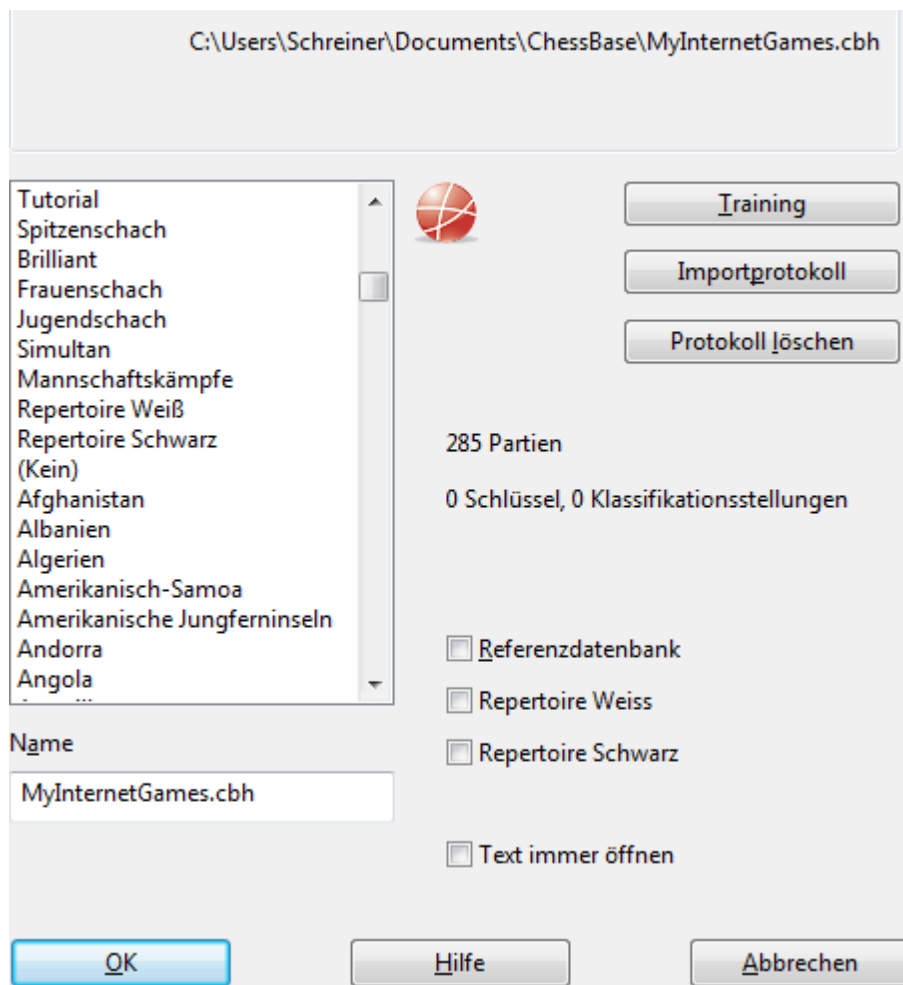 C:\Users\Schreiner\Documents\ChessBase\MyInternetGames.cbh
Tutorial
Spitzenschach
Brilliant
Frauenschach
Jugendschach
Simultan
Mannschaftskämpfe
Repertoire Weiß
Repertoire Schwarz
(Kein)
Afghanistan
Albanien
Algerien
Amerikanisch-Samoa
Amerikanische Jungferninseln
Andorra
Angola
Name
MyInternetGames.cbh
Training
Importprotokoll
Protokoll löschen
285 Partien
0 Schlüssel, 0 Klassifikationsstellungen
Referenzdatenbank
Repertoire Weiss
Repertoire Schwarz
Text immer öffnen
OK
Hilfe
Abbrechen